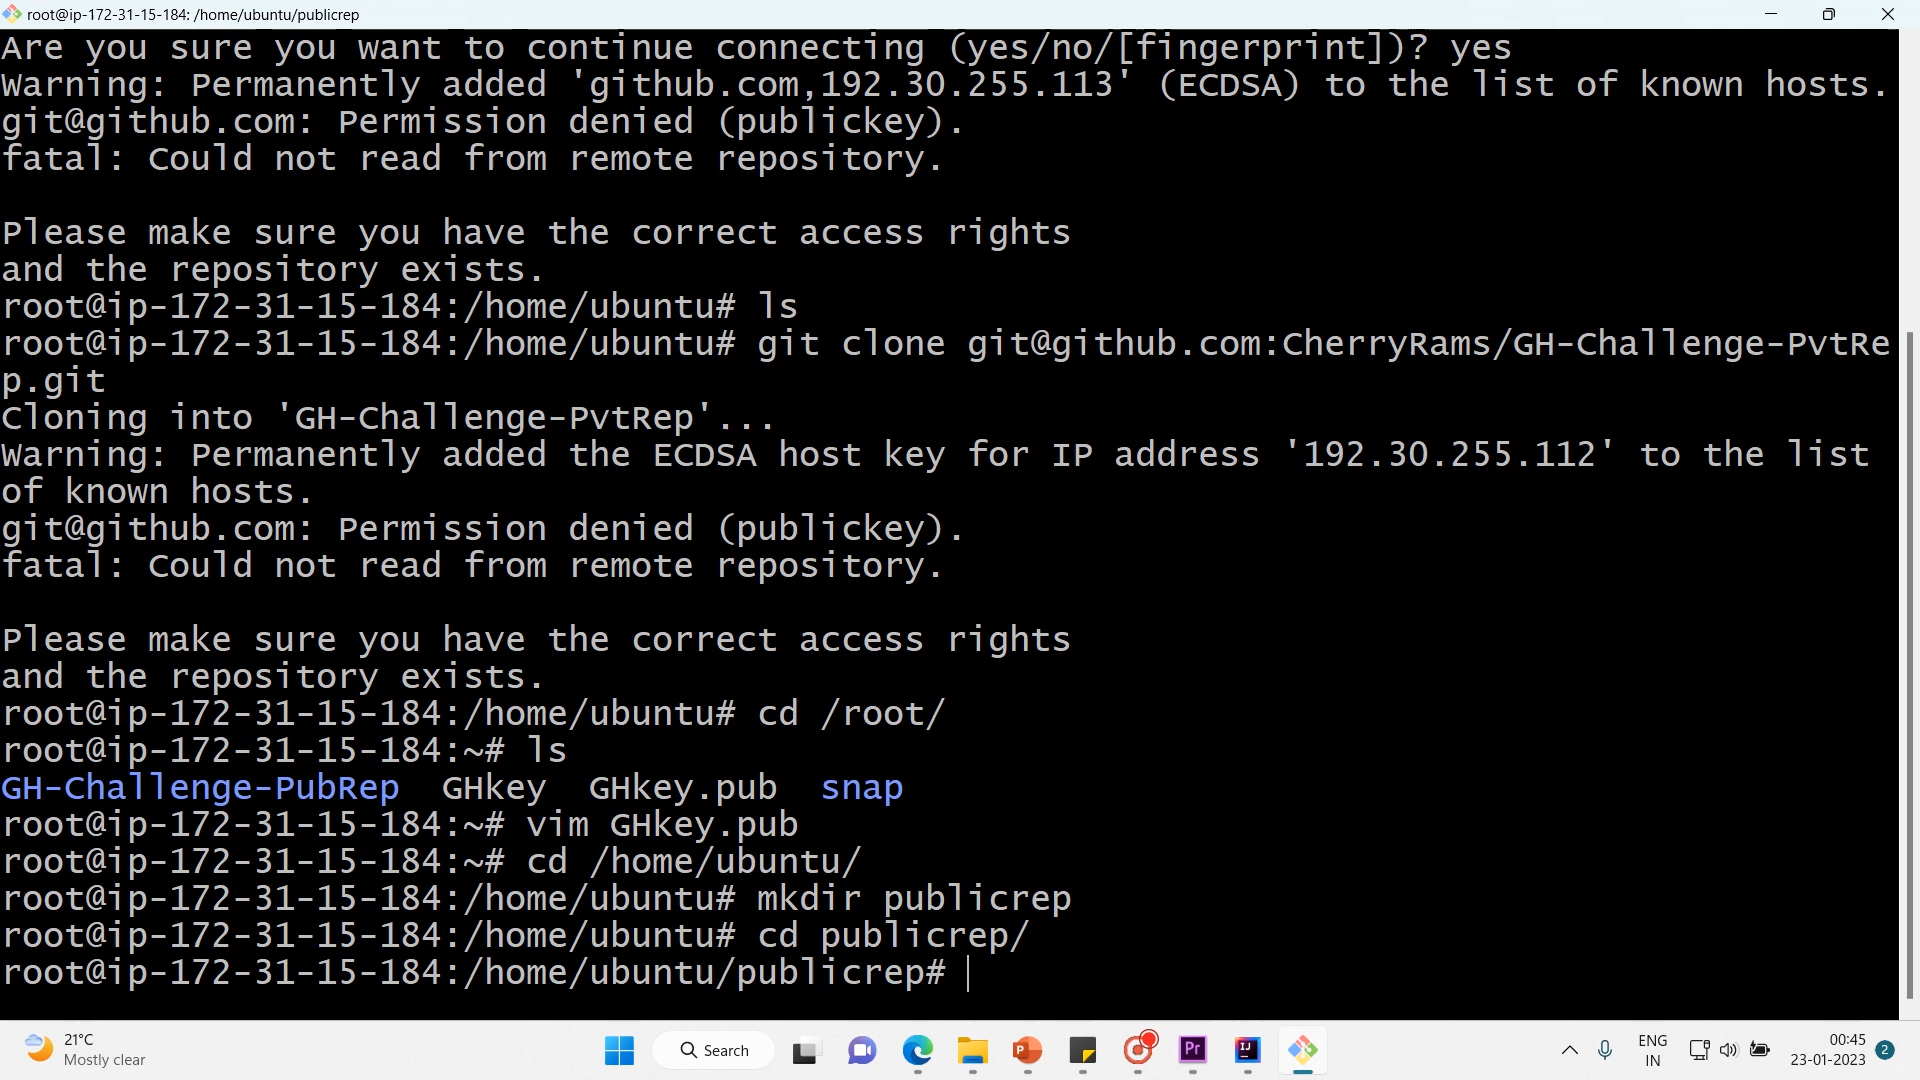 root@ip-172-31-15-184: /home/ubuntu/publicrep
Are you sure you want to continue connecting (yes/no/[fingerprint])? yes
Warning: Permanently added 'github.com,192.30.255.113' (ECDSA) to the list of known hosts.
git@github.com: Permission denied (publickey).
fatal: Could not read from remote repository.
Please make sure you have the correct access rights
and the repository exists.
root@ip-172-31-15-184:/home/ubuntu# ls
root@ip-172-31-15-184:/home/ubuntu# git clone git@github.com:CherryRams/GH-Challenge-PvtRe
p.git
Cloning into 'GH-Challenge-PvtRep'...
Warning: Permanently added the ECDSA host key for IP address '192.30.255.112' to the list
of known hosts.
git@github.com: Permission denied (publickey).
fatal: Could not read from remote repository.
Please make sure you have the correct access rights
and the repository exists.
root@ip-172-31-15-184:/home/ubuntu# cd /root/
root@ip-172-31-15-184:~# ls
GH-Challenge-PubRep  GHkey  GHkey.pub  snap
root@ip-172-31-15-184:~# vim GHkey.pub
root@ip-172-31-15-184:~# cd /home/ubuntu/
root@ip-172-31-15-184:/home/ubuntu# mkdir publicrep
root@ip-172-31-15-184:/home/ubuntu# cd publicrep/
root@ip-172-31-15-184:/home/ubuntu/publicrep#
21°C
Mostly clear
Search
P
Pr
IJ
ENG
IN
00:45
23-01-2023
2